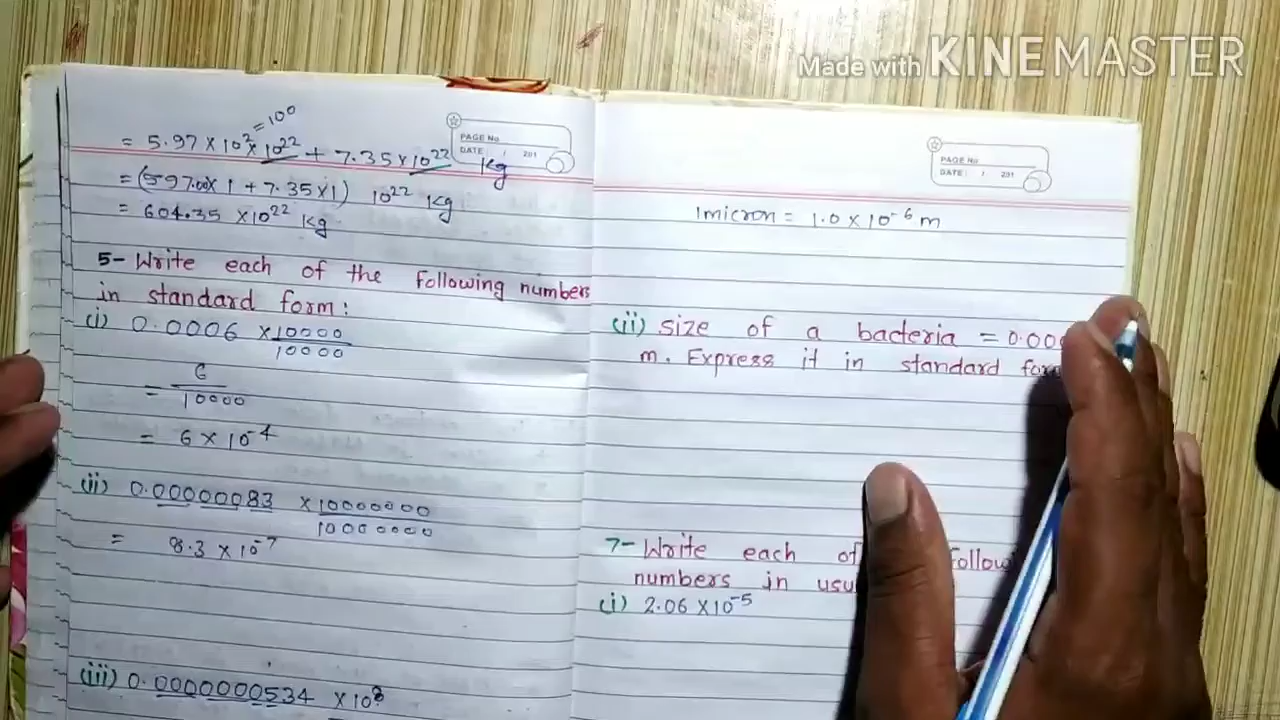 Made with KINEMASTER
= 100
= 5.97 × 10² × 10²² + 7.35 × 10²² Kg
= (597.00 × 1 + 7.35 × 1) 10²² Kg
= 604.35 × 10²² Kg
5- Write each of the following numbers
in standard form:
(i) 0.0006 × 10000
10000
= 6
10000
= 6 × 10⁻⁴
(ii) 0.00000083 × 10000000
10000000
= 8.3 × 10⁻⁷
(iii) 0.0000000534 × 10⁸
PAGE No
DATE : / 201
PAGE No
DATE : / 201
1micron = 1.0 × 10⁻⁶ m
(ii) size of a bacteria = 0.00
m. Express it in standard
7- Write each of
numbers in
(i) 2.06 × 10⁻⁵